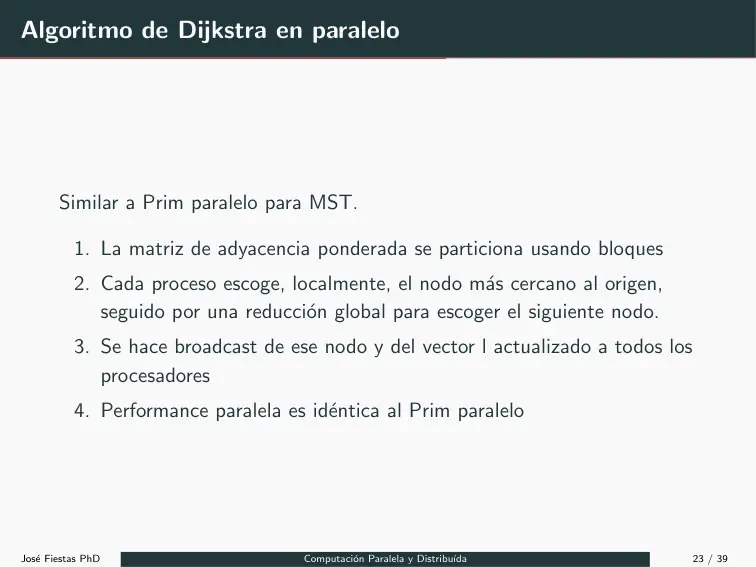 Algoritmo de Dijkstra en paralelo
Similar a Prim paralelo para MST.
1. La matriz de adyacencia ponderada se particiona usando bloques
2. Cada proceso escoge, localmente, el nodo más cercano al origen,
seguido por una reducción global para escoger el siguiente nodo.
3. Se hace broadcast de ese nodo y del vector l actualizado a todos los
procesadores
4. Performance paralela es idéntica al Prim paralelo
José Fiestas PhD
Computación Paralela y Distribuída
23 / 39